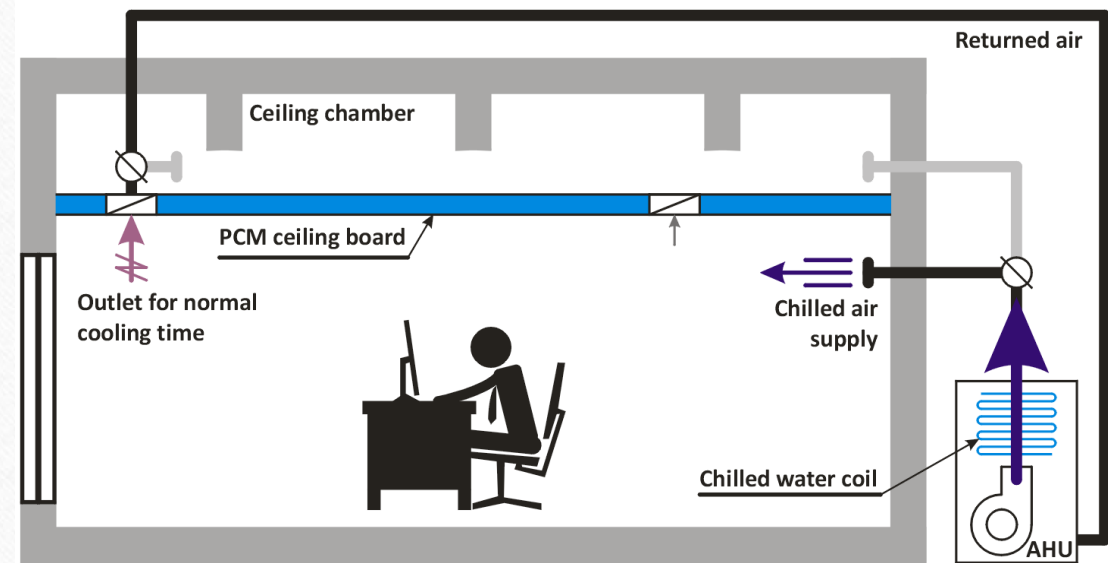 Returned air
Ceiling chamber
PCM ceiling board
Outlet for normal
cooling time
Chilled air
supply
Chilled water coil
AHU